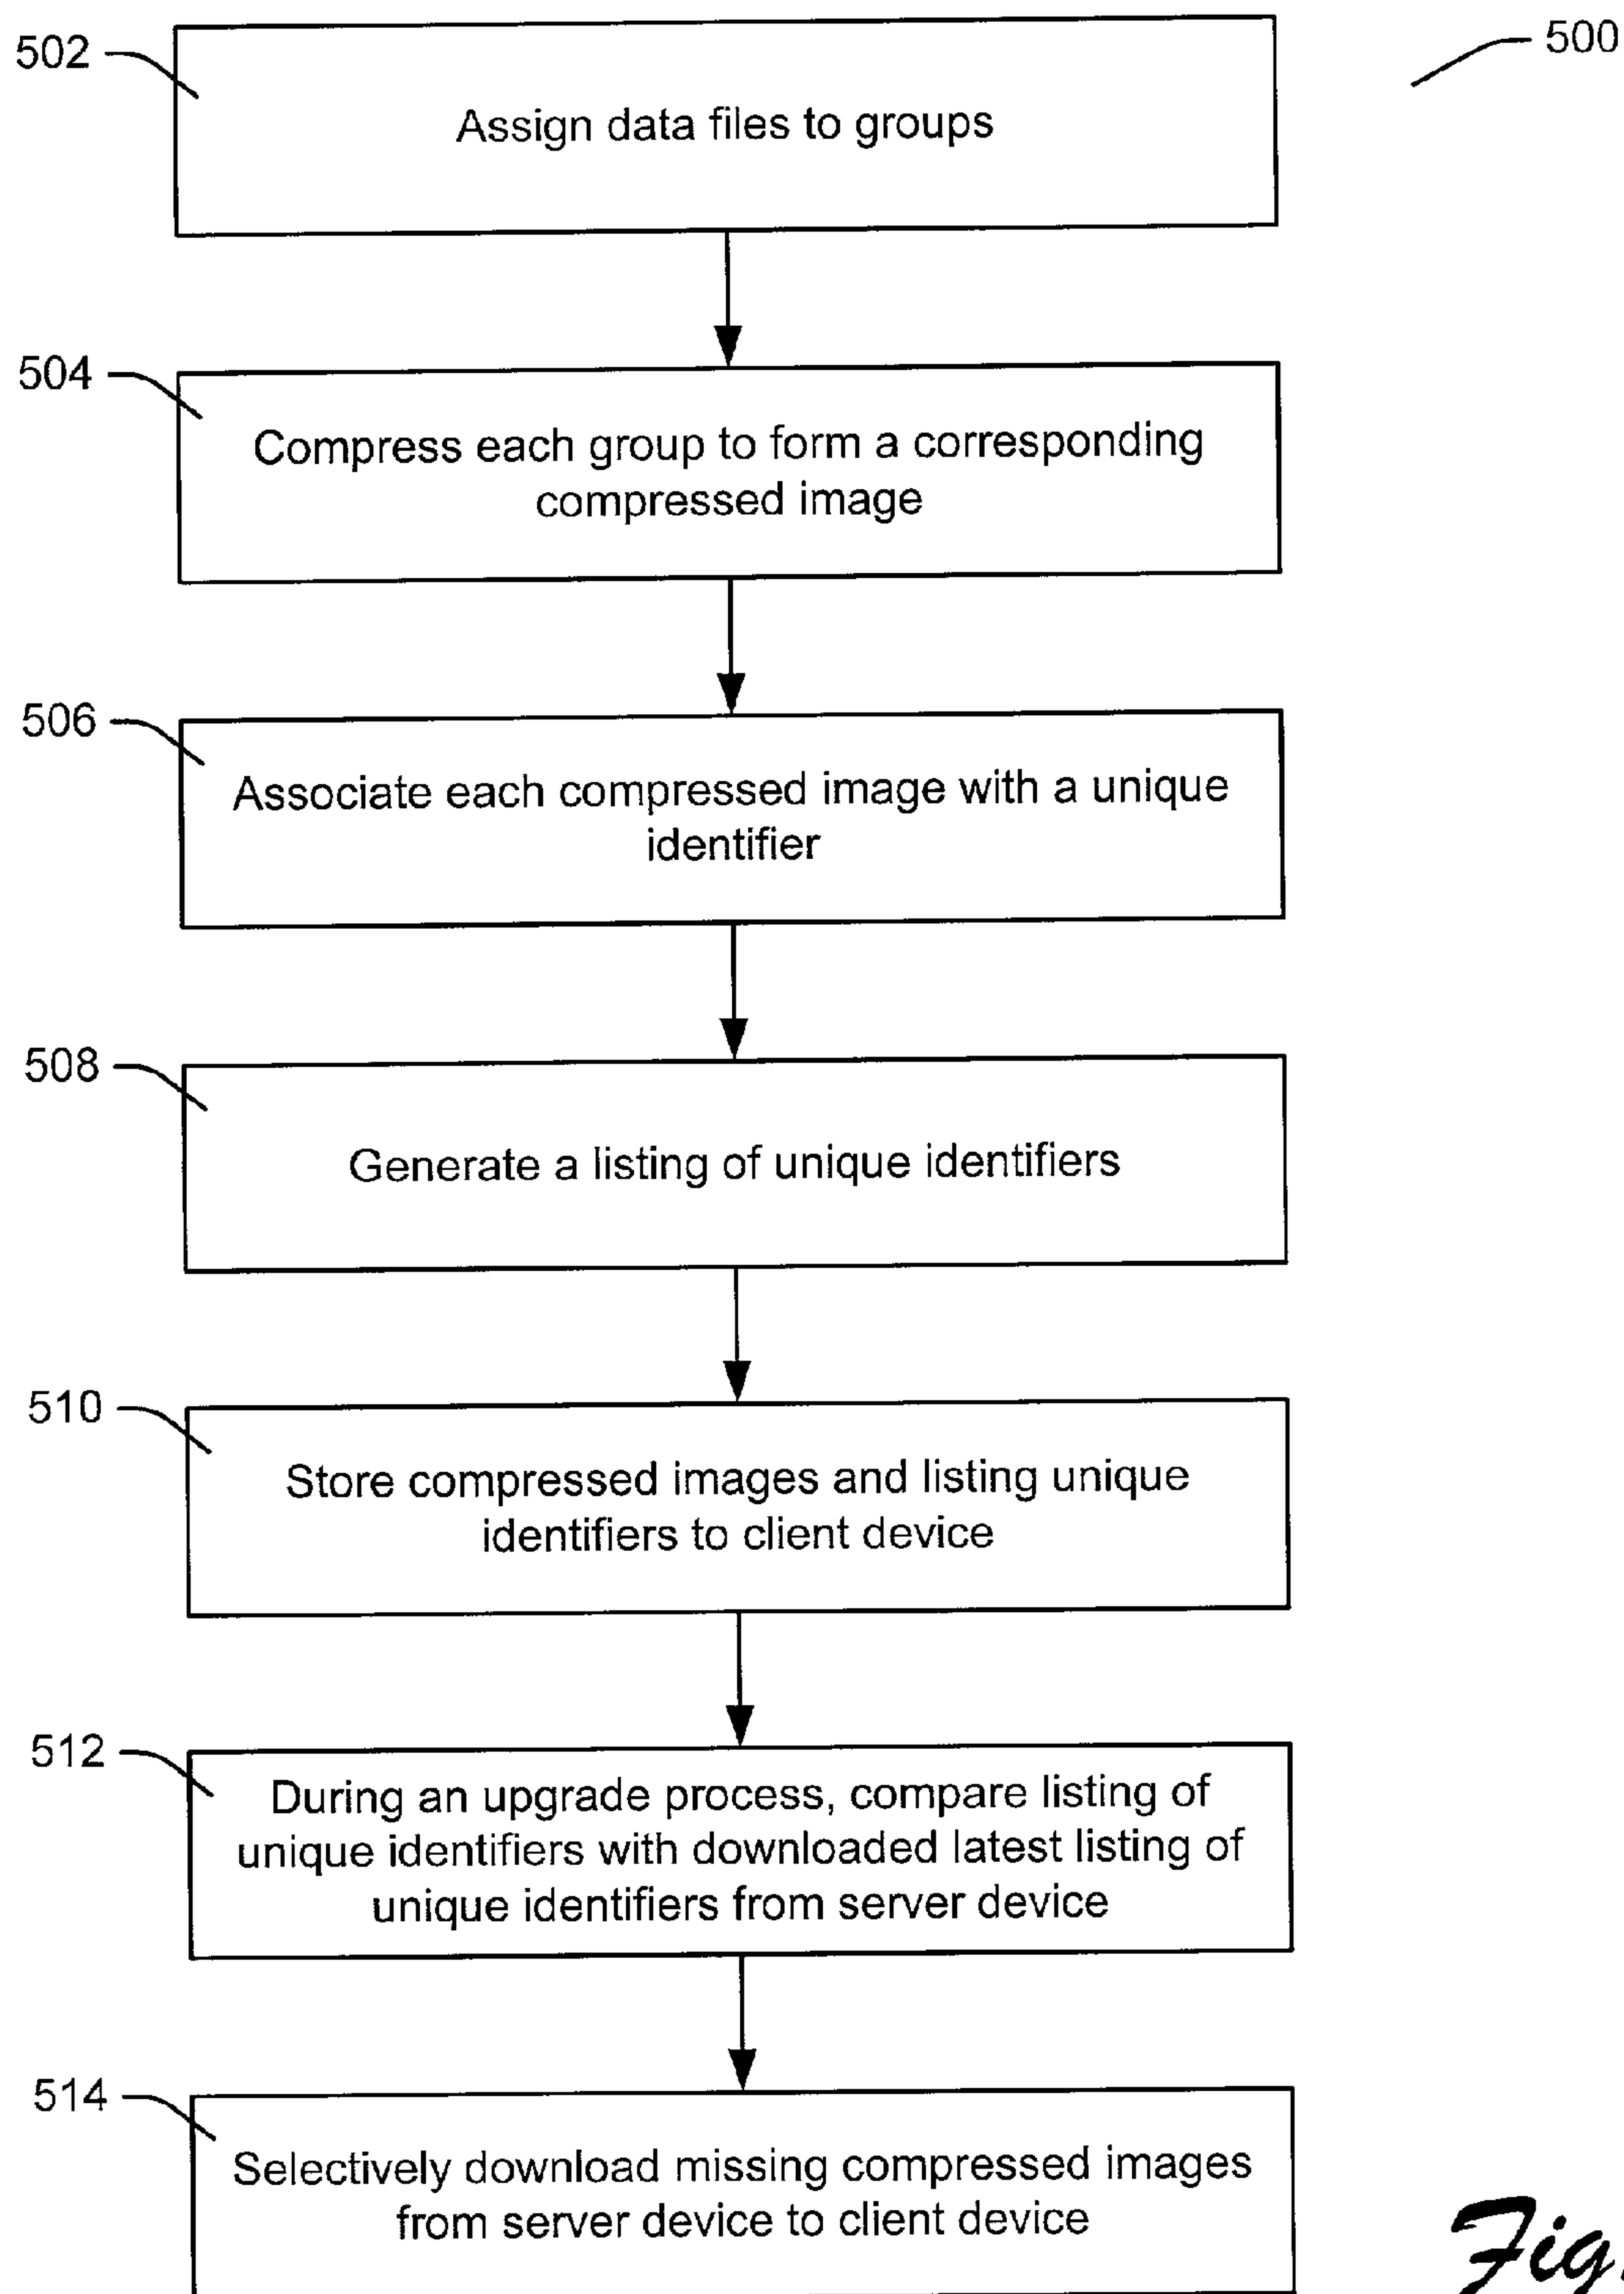 500
502
Assign data files to groups
504
Compress each group to form a corresponding
compressed image
506
Associate each compressed image with a unique
identifier
508
Generate a listing of unique identifiers
510
Store compressed images and listing unique
identifiers to client device
512
During an upgrade process, compare listing of
unique identifiers with downloaded latest listing of
unique identifiers from server device
514
Selectively download missing compressed images
from server device to client device
Fig.